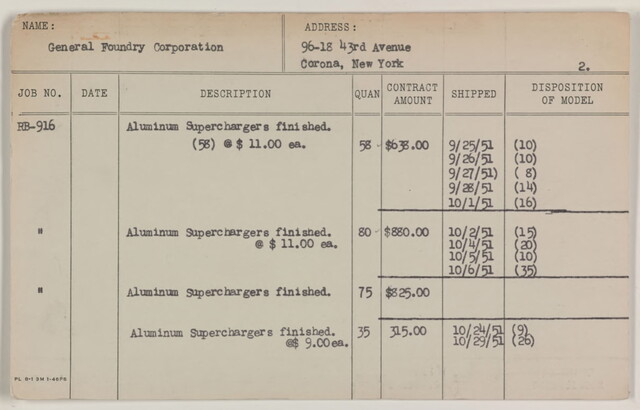 NAME:
General Foundry Corporation
ADDRESS:
96-18 43rd Avenue
Corona, New York
2.
JOB NO. DATE DESCRIPTION QUAN CONTRACT AMOUNT SHIPPED DISPOSITION OF MODEL
RB-916 Aluminum Superchargers finished.
(58) @ $ 11.00 ea. 58 $638.00 9/25/51 (10)
9/26/51 (10)
9/27/51) ( 8)
9/28/51 (14)
10/1/51 (16)
" Aluminum Superchargers finished. 80 $880.00 10/2/51 (15)
@ $ 11.00 ea. 10/4/51 (20)
10/5/51 (10)
10/6/51 (35)
" Aluminum Superchargers finished. 75 $825.00
Aluminum Superchargers finished. 35 315.00 10/24/51 (9)
@$ 9.00ea. 10/29/51 (26)